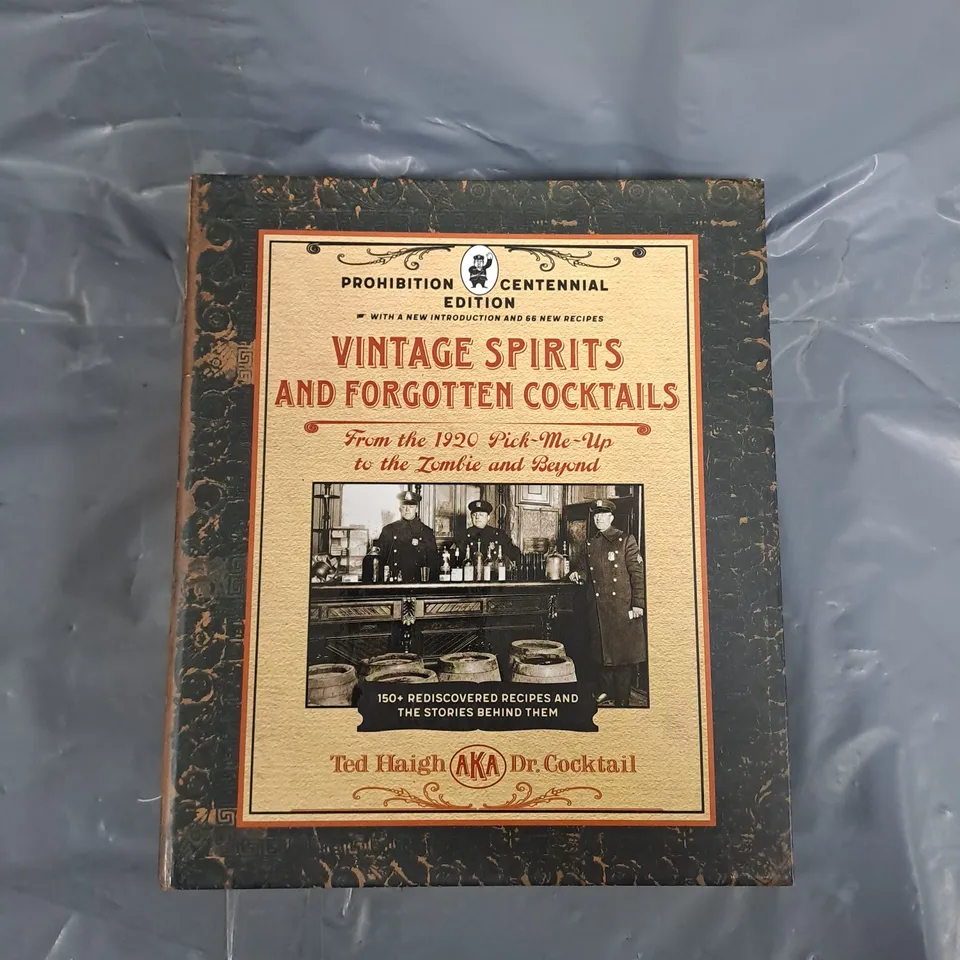 PROHIBITION CENTENNIAL
EDITION
WITH A NEW INTRODUCTION AND 66 NEW RECIPES
VINTAGE SPIRITS
AND FORGOTTEN COCKTAILS
From the 1920 Pick-Me-Up
to the Zombie and Beyond
150+ REDISCOVERED RECIPES AND
THE STORIES BEHIND THEM
Ted Haigh AKA Dr. Cocktail